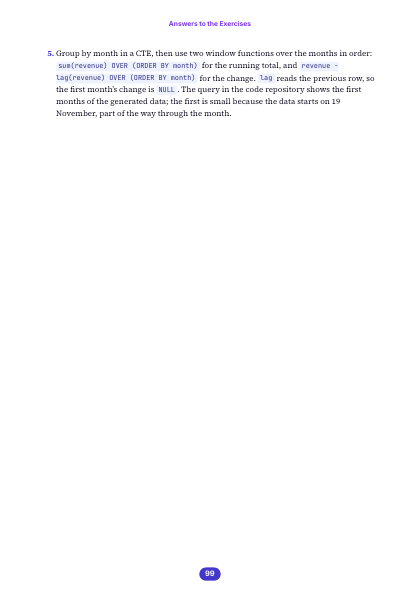 Answers to the Exercises
5. Group by month in a CTE, then use two window functions over the months in order:
sum(revenue) OVER (ORDER BY month) for the running total, and revenue -
lag(revenue) OVER (ORDER BY month) for the change. lag reads the previous row, so
the first month's change is NULL. The query in the code repository shows the first
months of the generated data; the first is small because the data starts on 19
November, part of the way through the month.
99